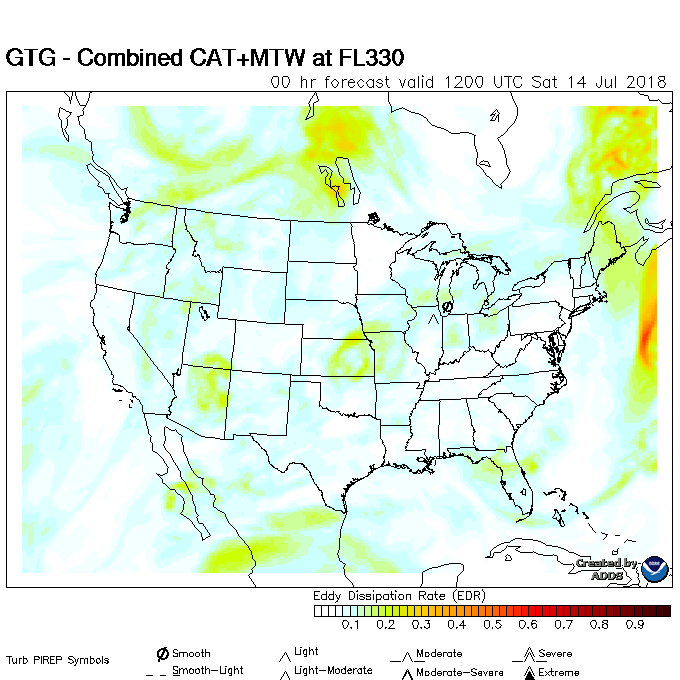 GTG - Combined CAT+MTW at FL330
00 hr forecast valid 1200 UTC Sat 14 Jul 2018
Created by
ADDS
Eddy Dissipation Rate (EDR)
0.1 0.2 0.3 0.4 0.5 0.6 0.7 0.8 0.9
Turb PIREP Symbols
Smooth Light Moderate Severe
Smooth-Light Light-Moderate Moderate-Severe Extreme